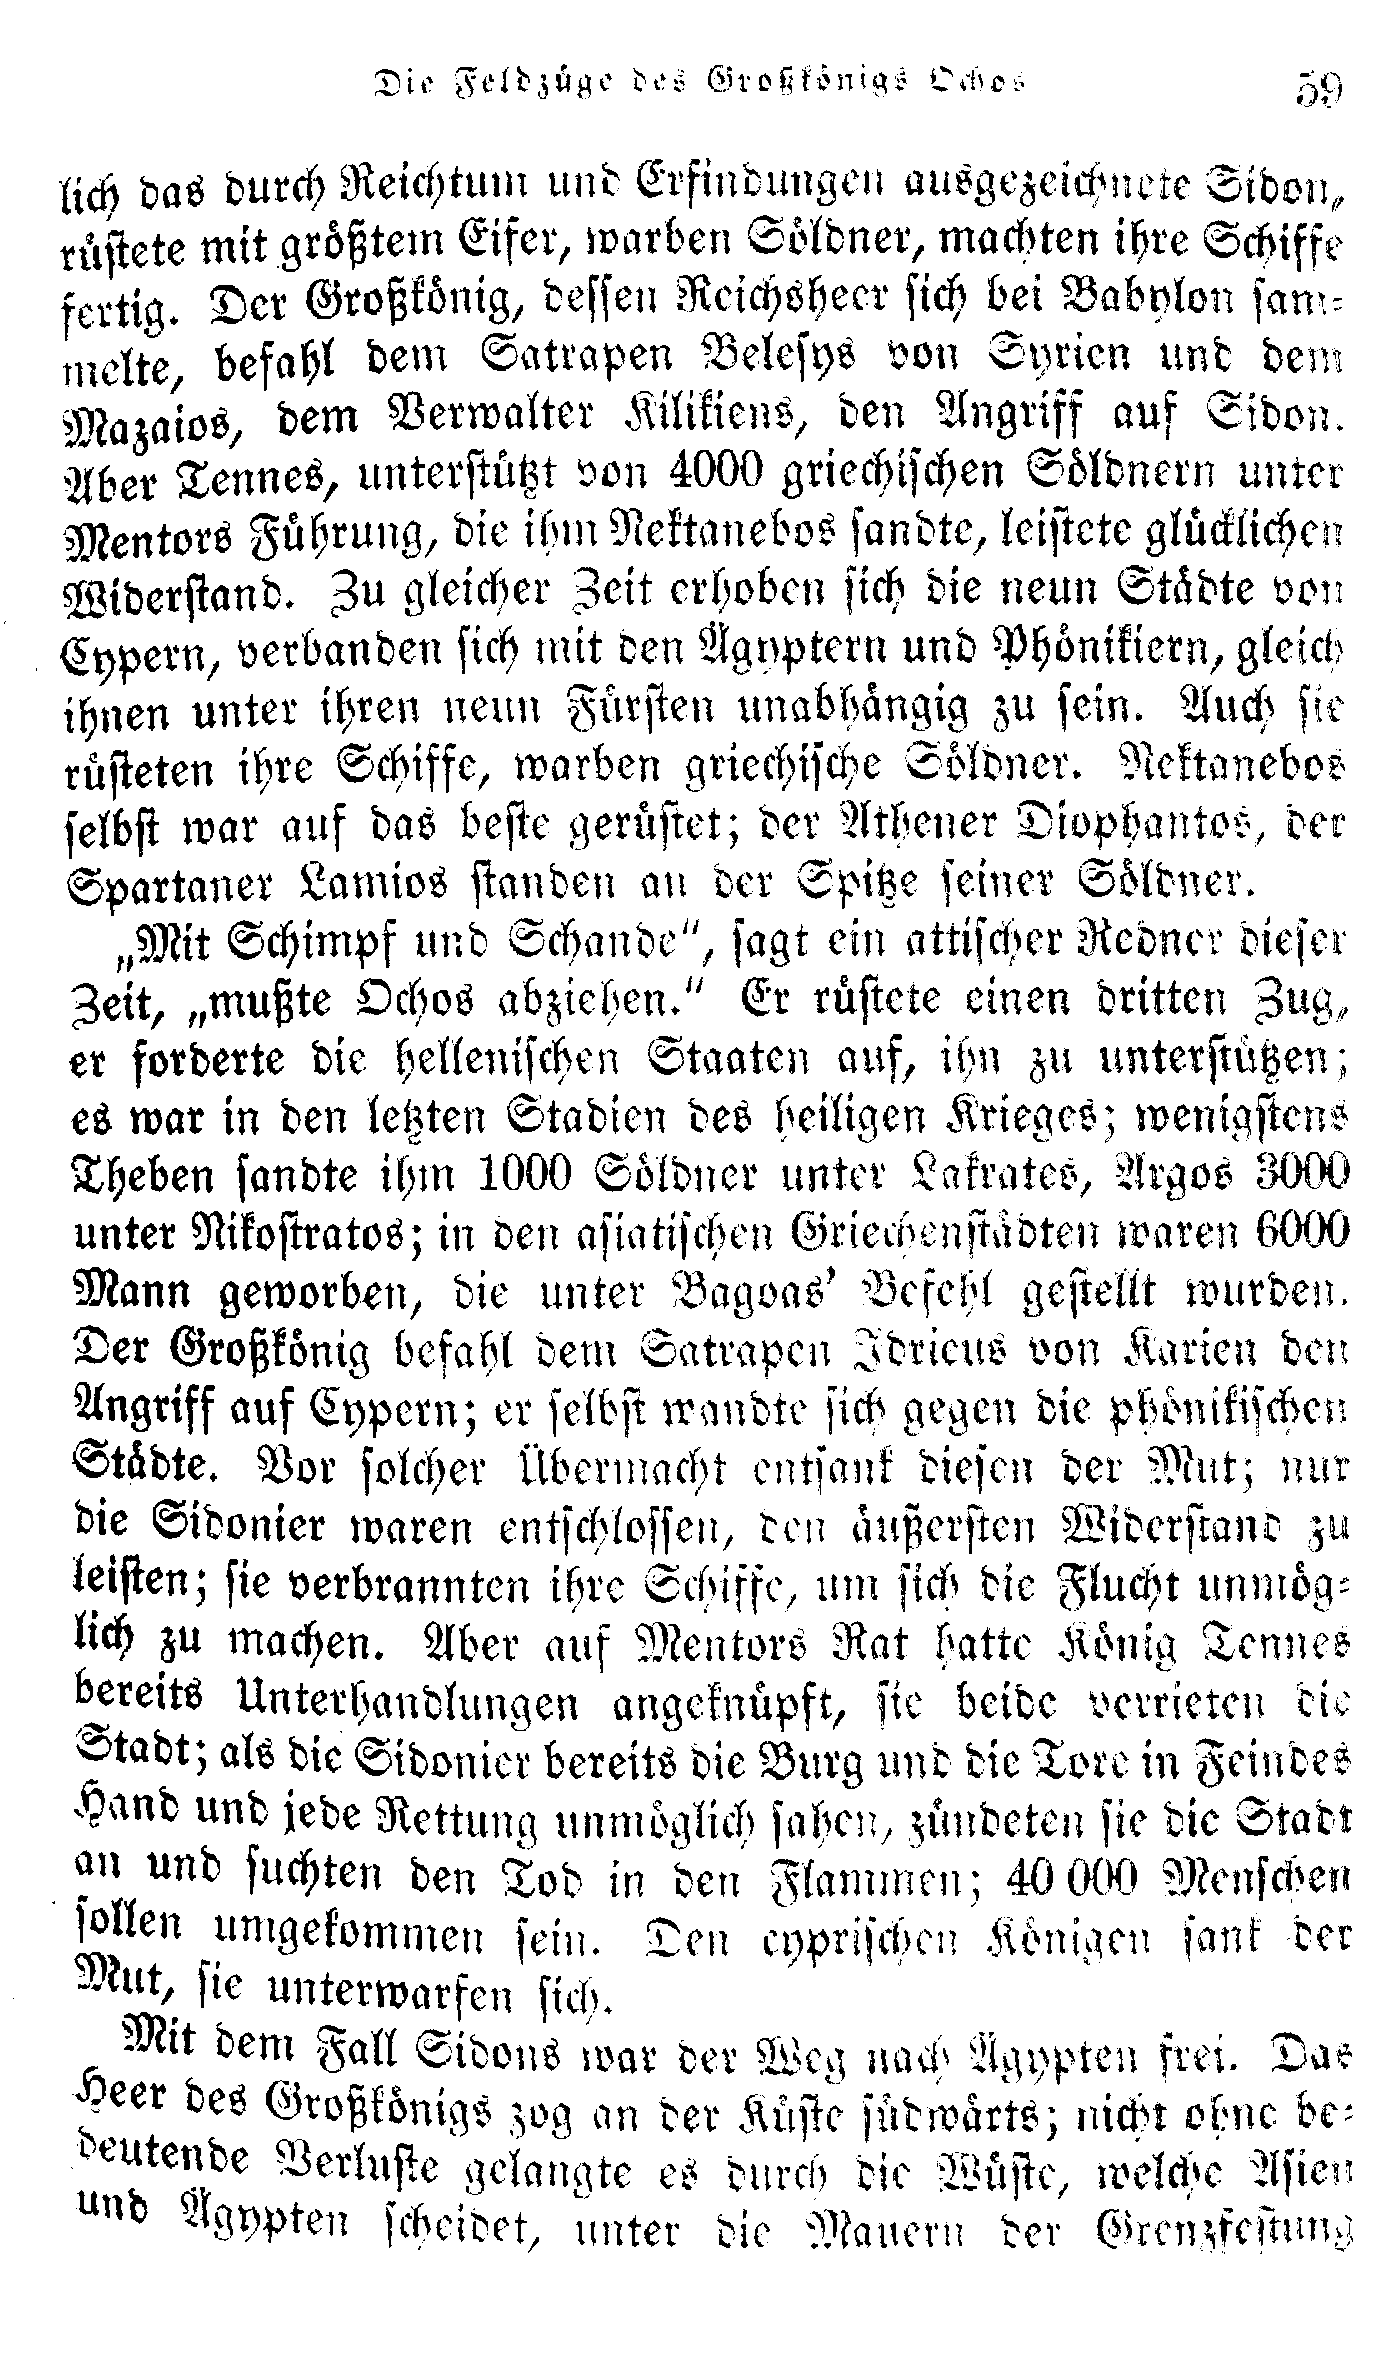 Die Feldzüge des Großkönigs Ochos 59
lich das durch Reichtum und Erfindungen ausgezeichnete Sidon,
rüstete mit größtem Eifer, warben Söldner, machten ihre Schiffe
fertig. Der Großkönig, dessen Reichsheer sich bei Babylon sam-
melte, befahl dem Satrapen Belesys von Syrien und dem
Mazaios, dem Verwalter Kilikiens, den Angriff auf Sidon.
Aber Tennes, unterstützt von 4000 griechischen Söldnern unter
Mentors Führung, die ihm Nektanebos sandte, leistete glücklichen
Widerstand. Zu gleicher Zeit erhoben sich die neun Städte von
Cypern, verbanden sich mit den Ägyptern und Phönikiern, gleich
ihnen unter ihren neun Fürsten unabhängig zu sein. Auch sie
rüsteten ihre Schiffe, warben griechische Söldner. Nektanebos
selbst war auf das beste gerüstet; der Athener Diophantos, der
Spartaner Lamios standen an der Spitze seiner Söldner.
„Mit Schimpf und Schande“, sagt ein attischer Redner dieser
Zeit, „mußte Ochos abziehen.“ Er rüstete einen dritten Zug,
er forderte die hellenischen Staaten auf, ihn zu unterstützen;
es war in den letzten Stadien des heiligen Krieges; wenigstens
Theben sandte ihm 1000 Söldner unter Lakrates, Argos 3000
unter Nikostratos; in den asiatischen Griechenstädten waren 6000
Mann geworben, die unter Bagoas’ Befehl gestellt wurden.
Der Großkönig befahl dem Satrapen Idrieus von Karien den
Angriff auf Cypern; er selbst wandte sich gegen die phönikischen
Städte. Vor solcher Übermacht entsank diesen der Mut; nur
die Sidonier waren entschlossen, den äußersten Widerstand zu
leisten; sie verbrannten ihre Schiffe, um sich die Flucht unmög-
lich zu machen. Aber auf Mentors Rat hatte König Tennes
bereits Unterhandlungen angeknüpft, sie beide verrieten die
Stadt; als die Sidonier bereits die Burg und die Tore in Feindes
Hand und jede Rettung unmöglich sahen, zündeten sie die Stadt
an und suchten den Tod in den Flammen; 40 000 Menschen
sollen umgekommen sein. Den cyprischen Königen sank der
Mut, sie unterwarfen sich.
Mit dem Fall Sidons war der Weg nach Ägypten frei. Das
Heer des Großkönigs zog an der Küste südwärts; nicht ohne be-
deutende Verluste gelangte es durch die Wüste, welche Asien
und Ägypten scheidet, unter die Mauern der Grenzfestung